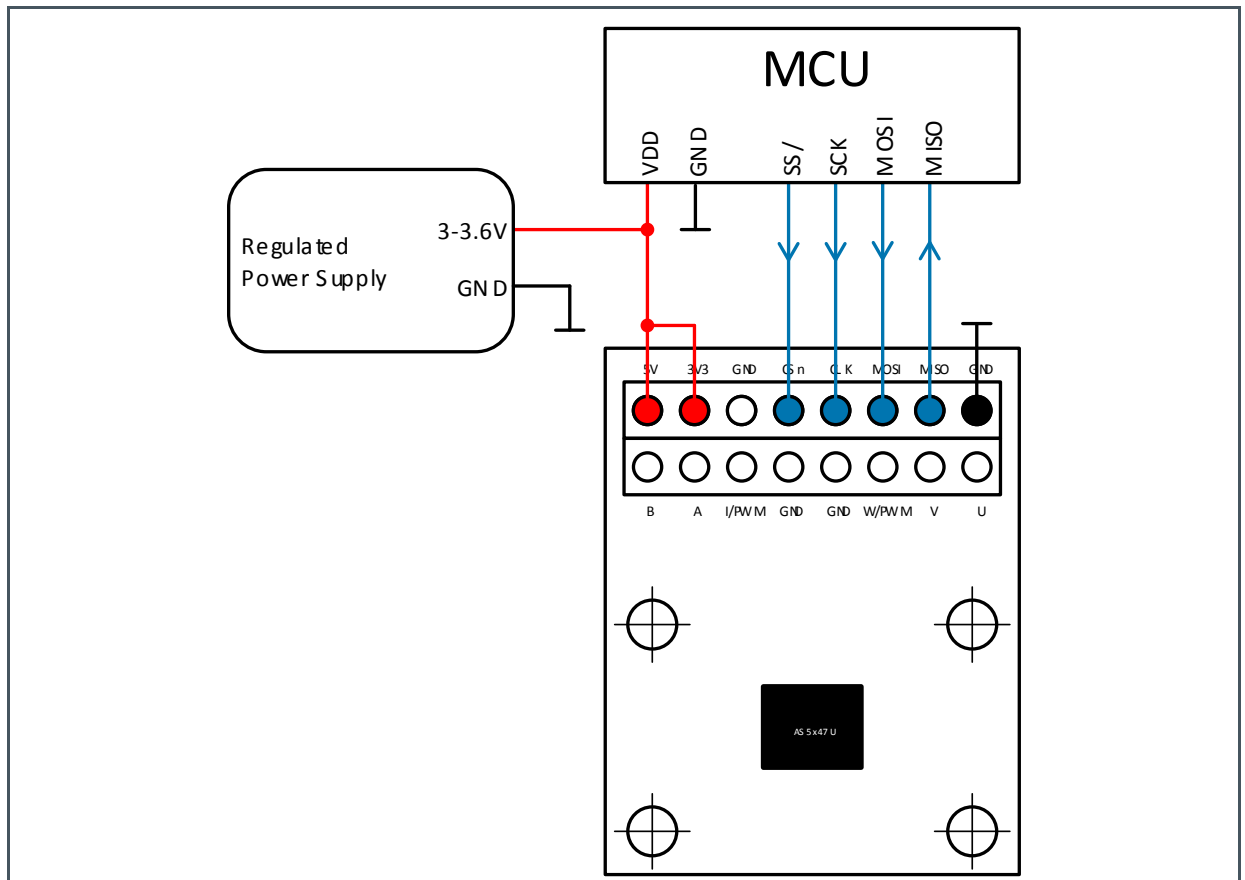 MCU
VDD GND SS/ SCK MOSI MISO
3-3.6V
Regulated
Power Supply
GND
5V 3V3 GND CSn CLK MOSI MISO GND
B A I/PWM GND GND W/PWM V U
AS5x47U